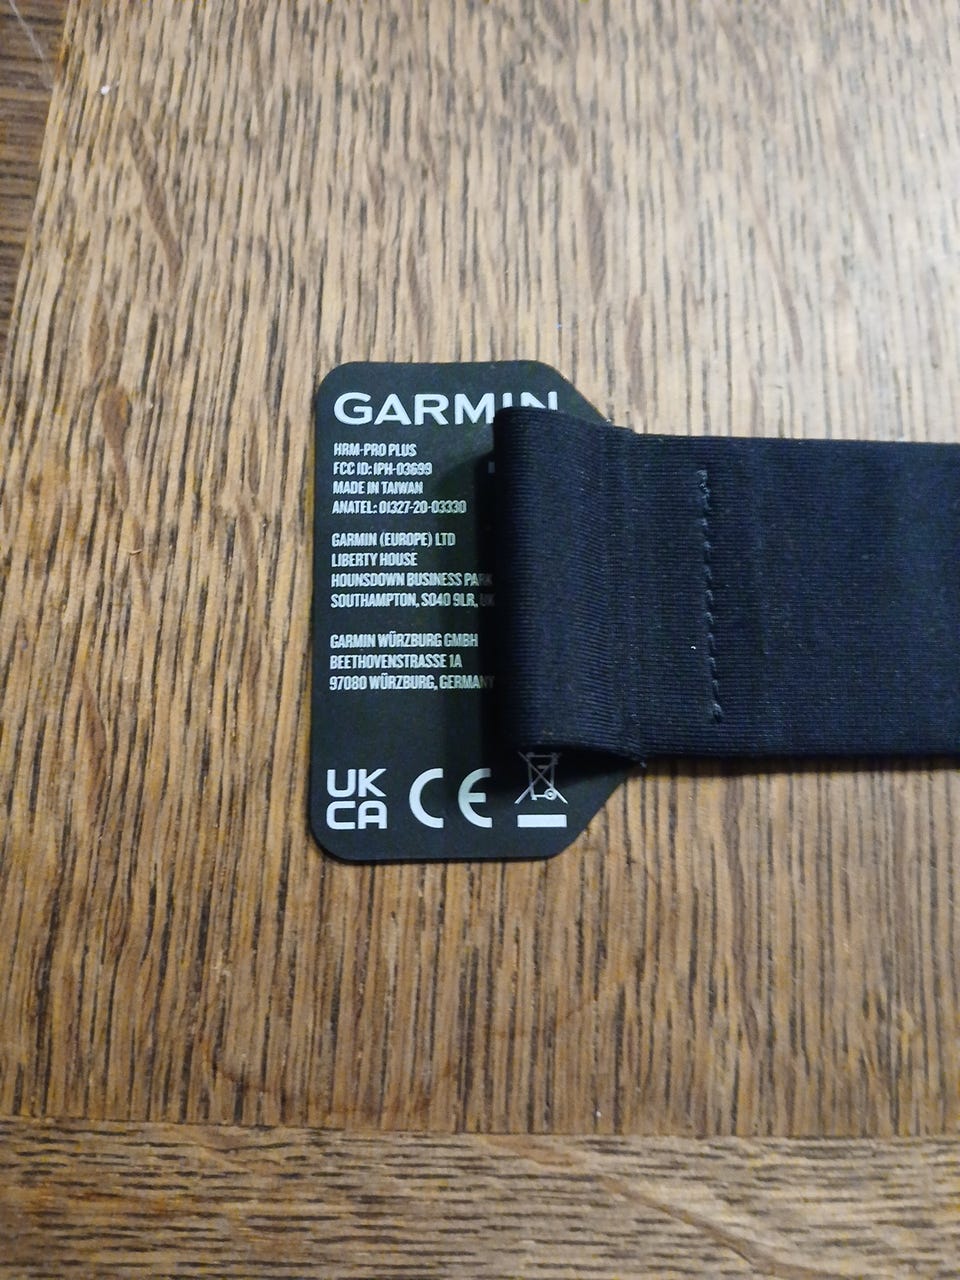 GARMIN
HRM-PRO PLUS
FCC ID: IPH-03699
MADE IN TAIWAN
ANATEL: 01327-20-03330
GARMIN (EUROPE) LTD
LIBERTY HOUSE
HOUNSDOWN BUSINESS PARK
SOUTHAMPTON, SO40 9LR, UK
GARMIN WÜRZBURG GMBH
BEETHOVENSTRASSE 1A
97080 WÜRZBURG, GERMANY
UK CE
CA